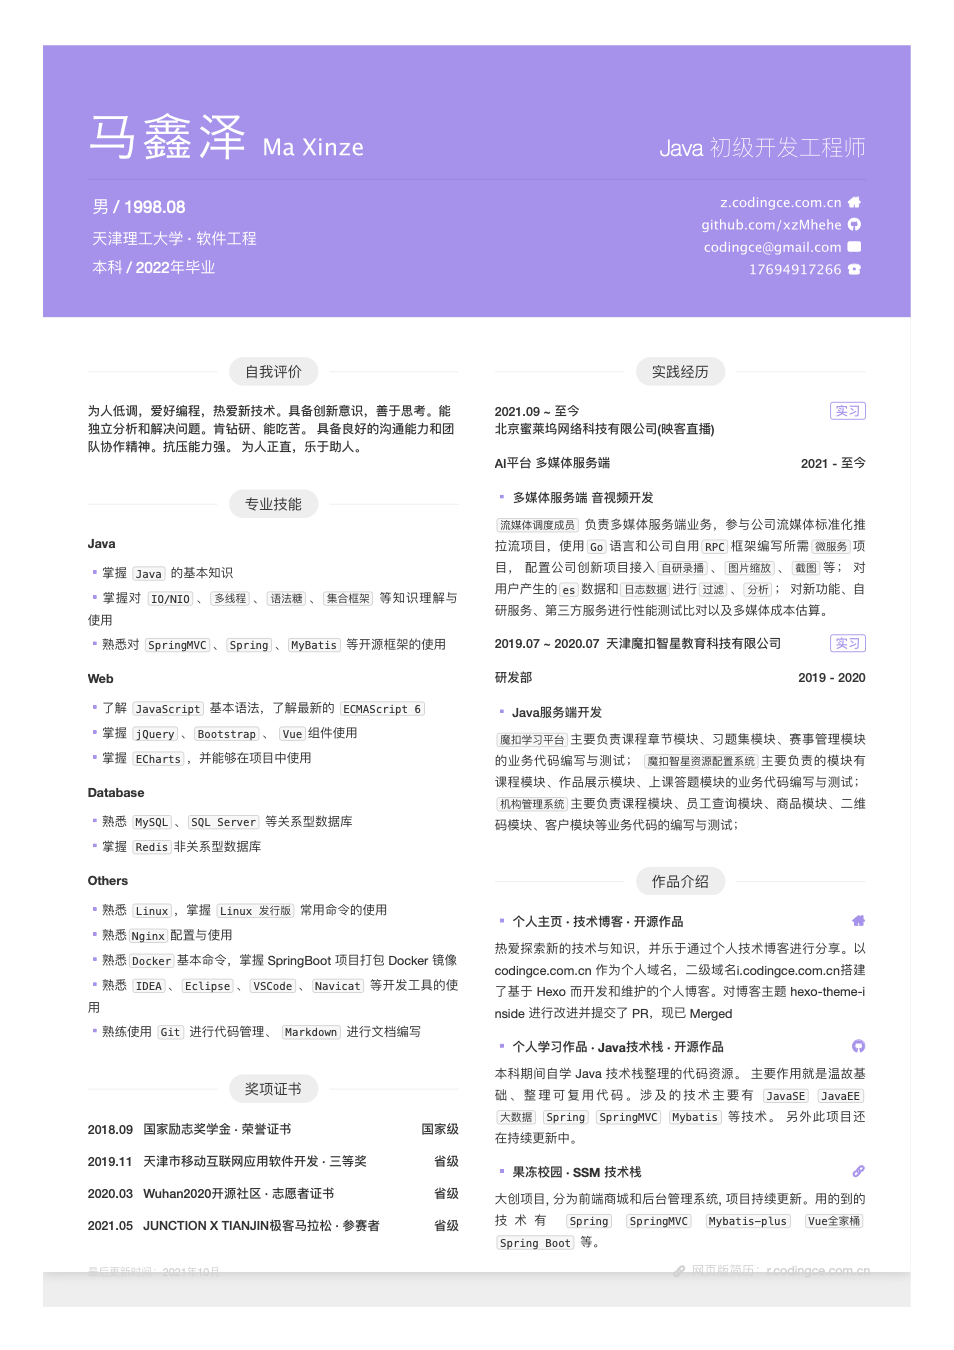 马鑫泽 Ma Xinze
Java 初级开发工程师
男 / 1998.08
天津理工大学 · 软件工程
本科 / 2022年毕业
z.codingce.com.cn
github.com/xzMhehe
codingce@gmail.com
17694917266
自我评价
为人低调，爱好编程，热爱新技术。具备创新意识，善于思考。能
独立分析和解决问题。肯钻研、能吃苦。 具备良好的沟通能力和团
队协作精神。抗压能力强。 为人正直，乐于助人。
专业技能
Java
掌握 Java 的基本知识
掌握对 IO/NIO 、 多线程 、 语法糖 、 集合框架 等知识理解与
使用
熟悉对 SpringMVC 、 Spring 、 MyBatis 等开源框架的使用
Web
了解 JavaScript 基本语法，了解最新的 ECMAScript 6
掌握 jQuery 、 Bootstrap 、 Vue 组件使用
掌握 ECharts ，并能够在项目中使用
Database
熟悉 MySQL 、 SQL Server 等关系型数据库
掌握 Redis 非关系型数据库
Others
熟悉 Linux ，掌握 Linux 发行版 常用命令的使用
熟悉 Nginx 配置与使用
熟悉 Docker 基本命令，掌握 SpringBoot 项目打包 Docker 镜像
熟悉 IDEA 、 Eclipse 、 VSCode 、 Navicat 等开发工具的使
用
熟练使用 Git 进行代码管理、 Markdown 进行文档编写
奖项证书
2018.09 国家励志奖学金 · 荣誉证书 国家级
2019.11 天津市移动互联网应用软件开发 · 三等奖 省级
2020.03 Wuhan2020开源社区 · 志愿者证书 省级
2021.05 JUNCTION X TIANJIN极客马拉松 · 参赛者 省级
最后更新时间：2021年10月
实践经历
2021.09 ~ 至今 实习
北京蜜莱坞网络科技有限公司(映客直播)
AI平台 多媒体服务端 2021 - 至今
多媒体服务端 音视频开发
流媒体调度成员 负责多媒体服务端业务，参与公司流媒体标准化推
拉流项目，使用 Go 语言和公司自用 RPC 框架编写所需 微服务 项
目， 配置公司创新项目接入 自研录播 、 图片缩放 、 截图 等； 对
用户产生的 es 数据和 日志数据 进行 过滤 、 分析 ； 对新功能、自
研服务、第三方服务进行性能测试比对以及多媒体成本估算。
2019.07 ~ 2020.07 天津魔扣智星教育科技有限公司 实习
研发部 2019 - 2020
Java服务端开发
魔扣学习平台 主要负责课程章节模块、习题集模块、赛事管理模块
的业务代码编写与测试； 魔扣智星资源配置系统 主要负责的模块有
课程模块、作品展示模块、上课答题模块的业务代码编写与测试；
机构管理系统 主要负责课程模块、员工查询模块、商品模块、二维
码模块、客户模块等业务代码的编写与测试；
作品介绍
个人主页 · 技术博客 · 开源作品
热爱探索新的技术与知识，并乐于通过个人技术博客进行分享。以
codingce.com.cn 作为个人域名，二级域名i.codingce.com.cn搭建
了基于 Hexo 而开发和维护的个人博客。对博客主题 hexo-theme-i
nside 进行改进并提交了 PR，现已 Merged
个人学习作品 · Java技术栈 · 开源作品
本科期间自学 Java 技术栈整理的代码资源。 主要作用就是温故基
础、整理可复用代码。涉及的技术主要有 JavaSE JavaEE
大数据 Spring SpringMVC Mybatis 等技术。 另外此项目还
在持续更新中。
果冻校园 · SSM 技术栈
大创项目, 分为前端商城和后台管理系统, 项目持续更新。用的到的
技术有 Spring SpringMVC Mybatis-plus Vue全家桶
Spring Boot 等。
网页版简历：r.codingce.com.cn